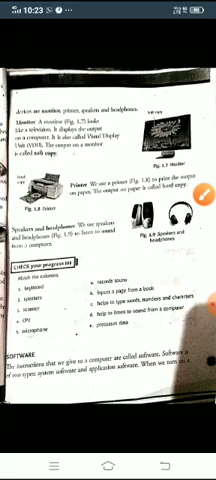 10:23
devices are monitor, printer, speakers and headphones.
Soft copy
Monitor A monitor (Fig. 1.7) looks
like a television. It displays the output
on a computer. It is also called Visual Display
Unit (VDU). The output on a monitor
is called soft copy.
Fig. 1.7 Monitor
Hard
copy
Printer We use a printer (Fig. 1.8) to print the output
on paper. The output on paper is called hard copy.
Fig. 1.8 Printer
Speakers and headphones We use speakers
and headphones (Fig. 1.9) to listen to sound
from a computer.
Fig. 1.9 Speakers and
headphones
CHECK your progress
Match the columns.
1. keyboard
a. records sound
2. speakers
b. inputs a page from a book
3. scanner
c. helps to type words, numbers and characters
4. CPU
d. help to listen to sound from a computer
5. microphone
e. processes data
SOFTWARE
The instructions that we give to a computer are called software. Software is
of two types: system software and application software. When we turn on a